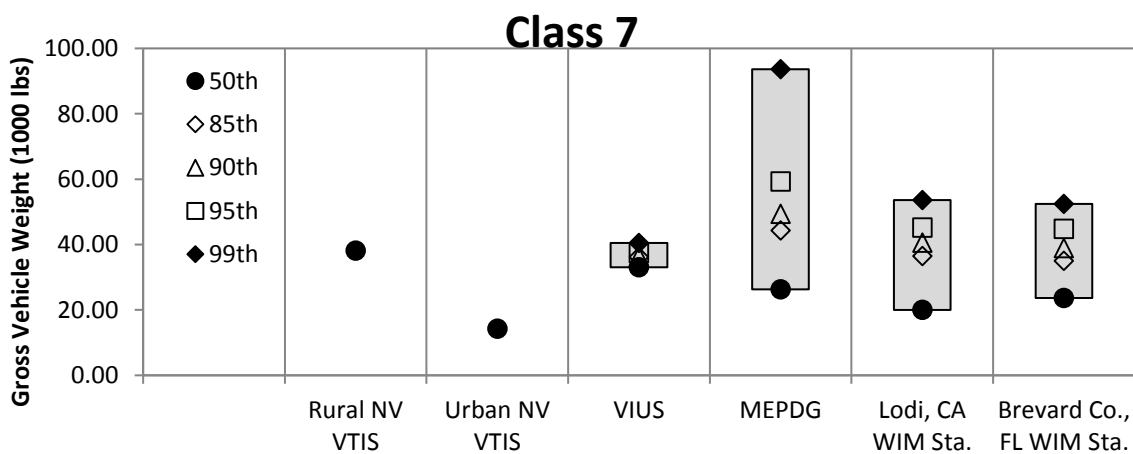 Class 7
Gross Vehicle Weight (1000 lbs)
100.00
80.00
60.00
40.00
20.00
0.00
50th
85th
90th
95th
99th
Rural NV
VTIS
Urban NV
VTIS
VIUS
MEPDG
Lodi, CA
WIM Sta.
Brevard Co.,
FL WIM Sta.